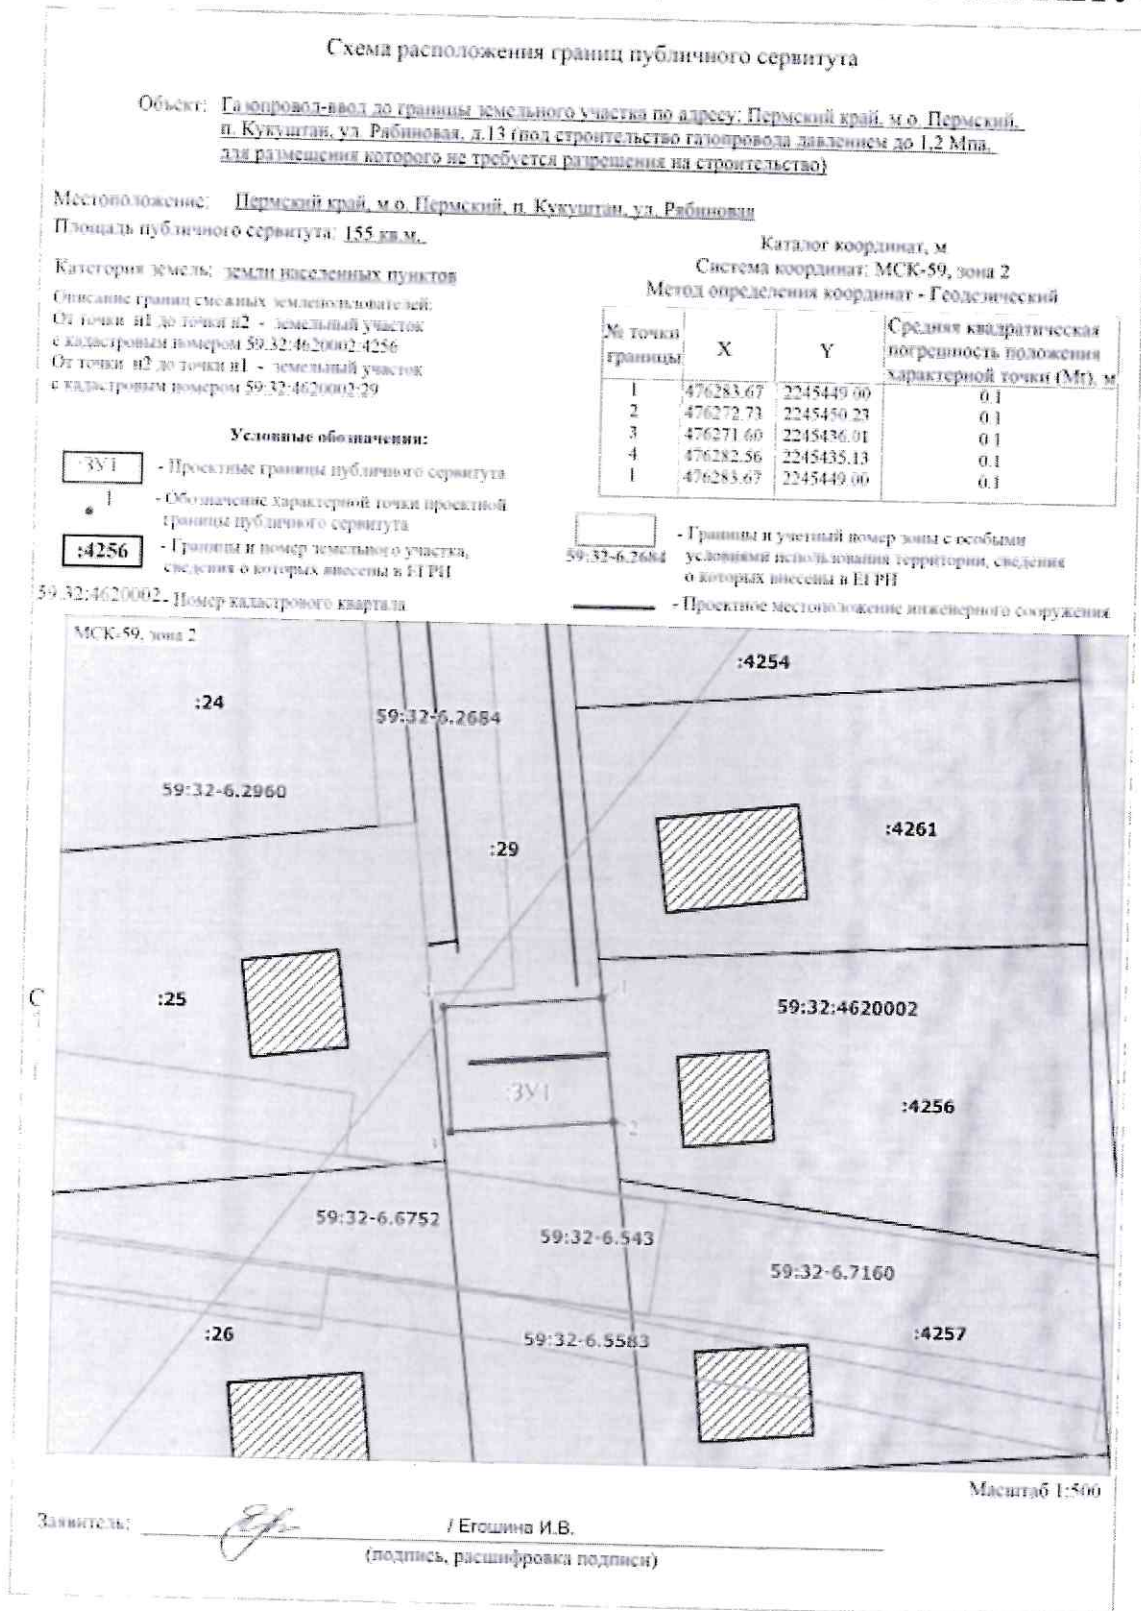 Схема расположения границ публичного сервитута
Объект: Газопровод-ввод до границы земельного участка по адресу: Пермский край, м.о. Пермский,
п. Кукуштан, ул. Рябиновая, д.13 (под строительство газопровода давлением до 1,2 Мпа,
для размещения которого не требуется разрешения на строительство)
Местоположение: Пермский край, м.о. Пермский, п. Кукуштан, ул. Рябиновая
Площадь публичного сервитута: 155 кв.м.
Категория земель: земли населенных пунктов
Описание границ смежных землепользователей:
От точки н1 до точки н2 - земельный участок
с кадастровым номером 59:32:4620002:4256
От точки н2 до точки н1 - земельный участок
с кадастровым номером 59:32:4620002:29
Каталог координат, м
Система координат: МСК-59, зона 2
Метод определения координат - Геодезический
№ точки границы X Y Средняя квадратическая погрешность положения характерной точки (Mt), м
1 476283.67 2245449.00 0.1
2 476272.73 2245450.23 0.1
3 476271.60 2245436.01 0.1
4 476282.56 2245435.13 0.1
1 476283.67 2245449.00 0.1
Условные обозначения:
:ЗУ1 - Проектные границы публичного сервитута
1 - Обозначение характерной точки проектной
границы публичного сервитута
:4256 - Границы и номер земельного участка,
сведения о которых внесены в ЕГРН
59:32:4620002 - Номер кадастрового квартала
59:32-6.2684 - Границы и учетный номер зоны с особыми
условиями использования территории, сведения
о которых внесены в ЕГРН
- Проектное местоположение инженерного сооружения
МСК-59, зона 2
:4254
:24
59:32-6.2684
59:32-6.2960
:4261
:29
:25
С
4
1
59:32:4620002
:ЗУ1
:4256
3
2
59:32-6.6752
59:32-6.543
59:32-6.7160
:26
59:32-6.5583
:4257
Масштаб 1:500
Заявитель: / Егошина И.В.
(подпись, расшифровка подписи)